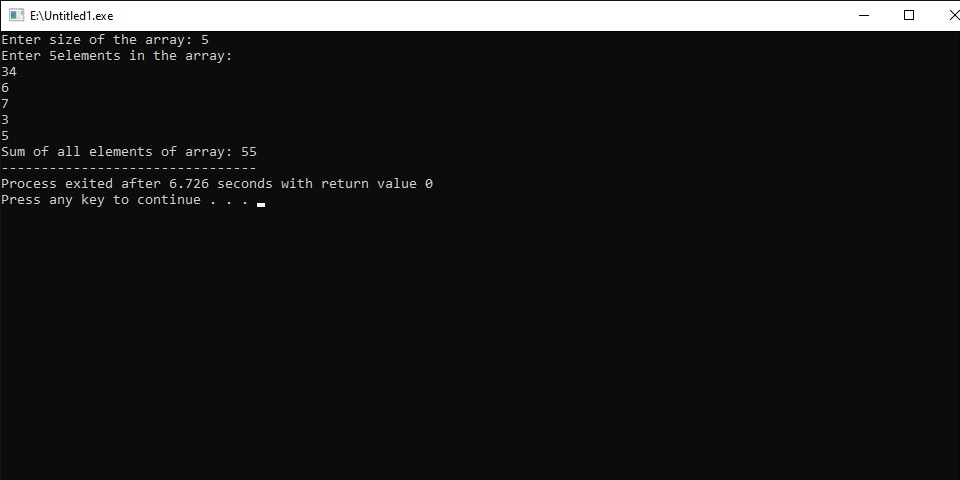 E:\Untitled1.exe
Enter size of the array: 5
Enter 5elements in the array:
34
6
7
3
5
Sum of all elements of array: 55
--------------------------------
Process exited after 6.726 seconds with return value 0
Press any key to continue . . .